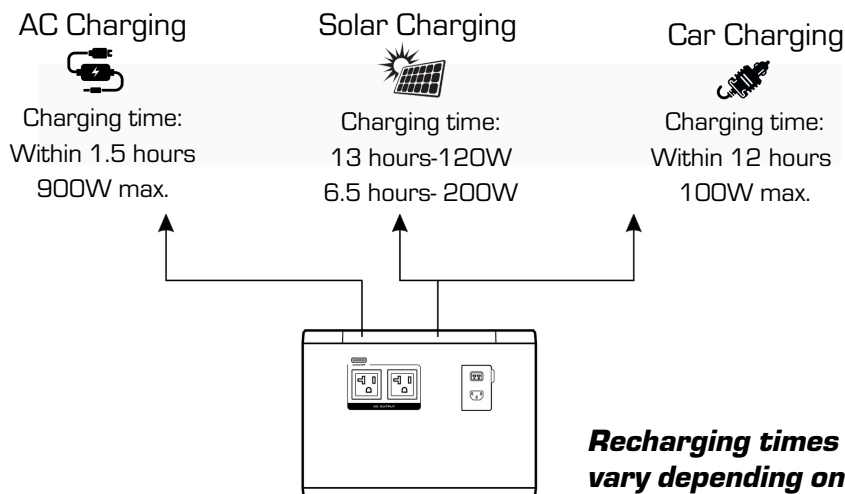 AC Charging
Charging time:
Within 1.5 hours
900W max.
Solar Charging
Charging time:
13 hours-120W
6.5 hours- 200W
Car Charging
Charging time:
Within 12 hours
100W max.
AC OUTPUT
Recharging times
vary depending on